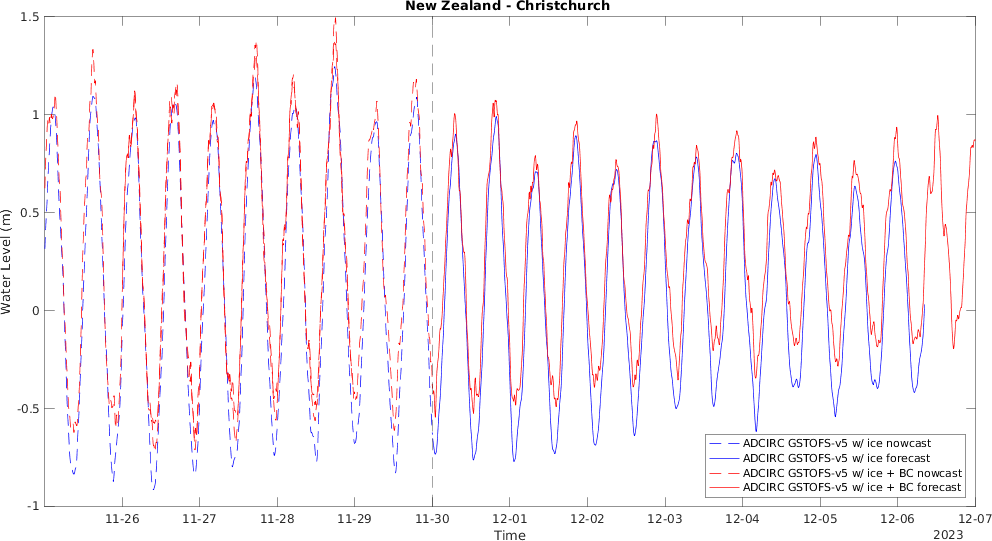 New Zealand - Christchurch
1.5
1
0.5
0
-0.5
-1
Water Level (m)
ADCIRC GSTOFS-v5 w/ ice nowcast
ADCIRC GSTOFS-v5 w/ ice forecast
ADCIRC GSTOFS-v5 w/ ice + BC nowcast
ADCIRC GSTOFS-v5 w/ ice + BC forecast
11-26 11-27 11-28 11-29 11-30 12-01 12-02 12-03 12-04 12-05 12-06 12-07
Time
2023